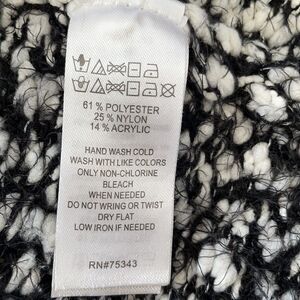 61% POLYESTER
25% NYLON
14% ACRYLIC
HAND WASH COLD
WASH WITH LIKE COLORS
ONLY NON-CHLORINE
BLEACH
WHEN NEEDED
DO NOT WRING OR TWIST
DRY FLAT
LOW IRON IF NEEDED
RN#75343